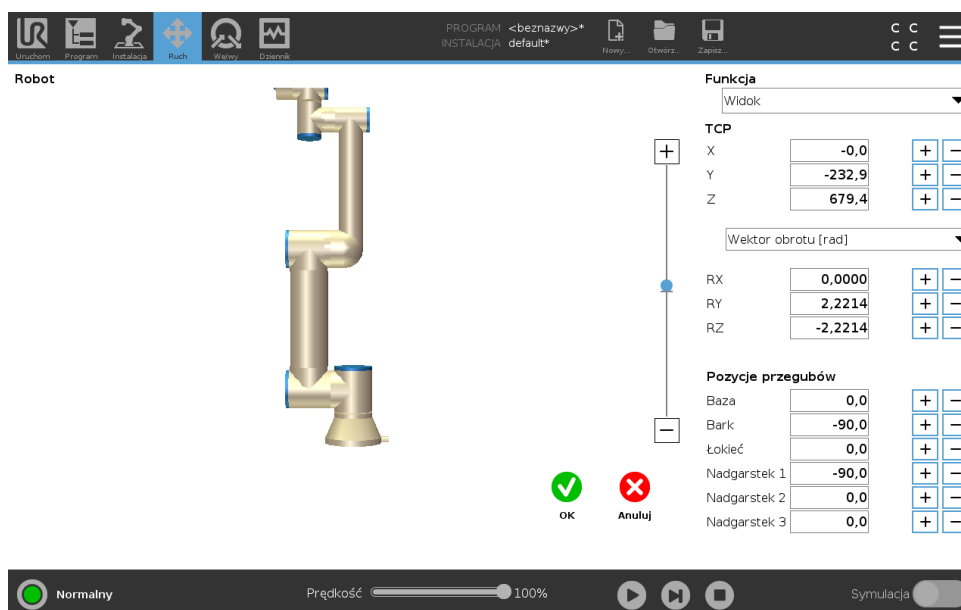 UR
PROGRAM <beznazwy>*
INSTALACJA default*
Uruchom Program Instalacja Ruch We/wy Dziennik
Nowy... Otwórz... Zapisz...
C C
C C
Robot
Funkcja
Widok
TCP
X -0,0 + −
Y -232,9 + −
Z 679,4 + −
Wektor obrotu [rad]
RX 0,0000 + −
RY 2,2214 + −
RZ -2,2214 + −
Pozycje przegubów
Baza 0,0 + −
Bark -90,0 + −
Łokieć 0,0 + −
Nadgarstek 1 -90,0 + −
Nadgarstek 2 0,0 + −
Nadgarstek 3 0,0 + −
OK Anuluj
Normalny Prędkość 100% Symulacja